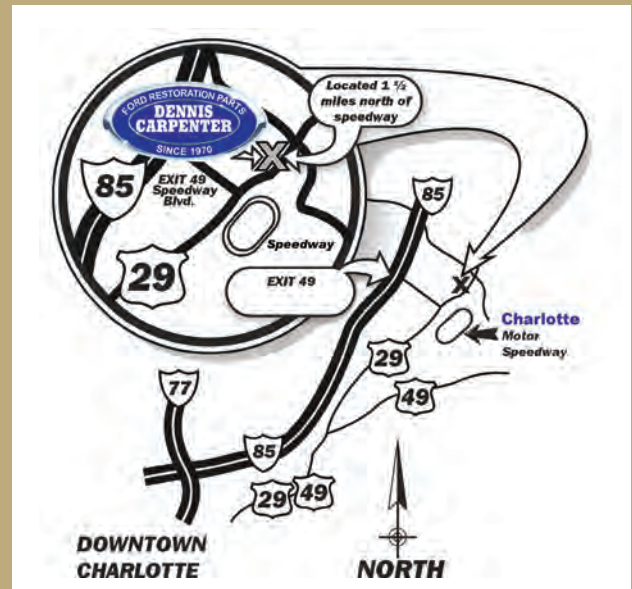 FORD RESTORATION PARTS
DENNIS
CARPENTER
SINCE 1970
Located 1 ½
miles north of
speedway
85
EXIT 49
Speedway
Blvd.
X
29
Speedway
EXIT 49
85
X
Charlotte
Motor
Speedway
29
49
77
85
29
49
DOWNTOWN
CHARLOTTE
NORTH